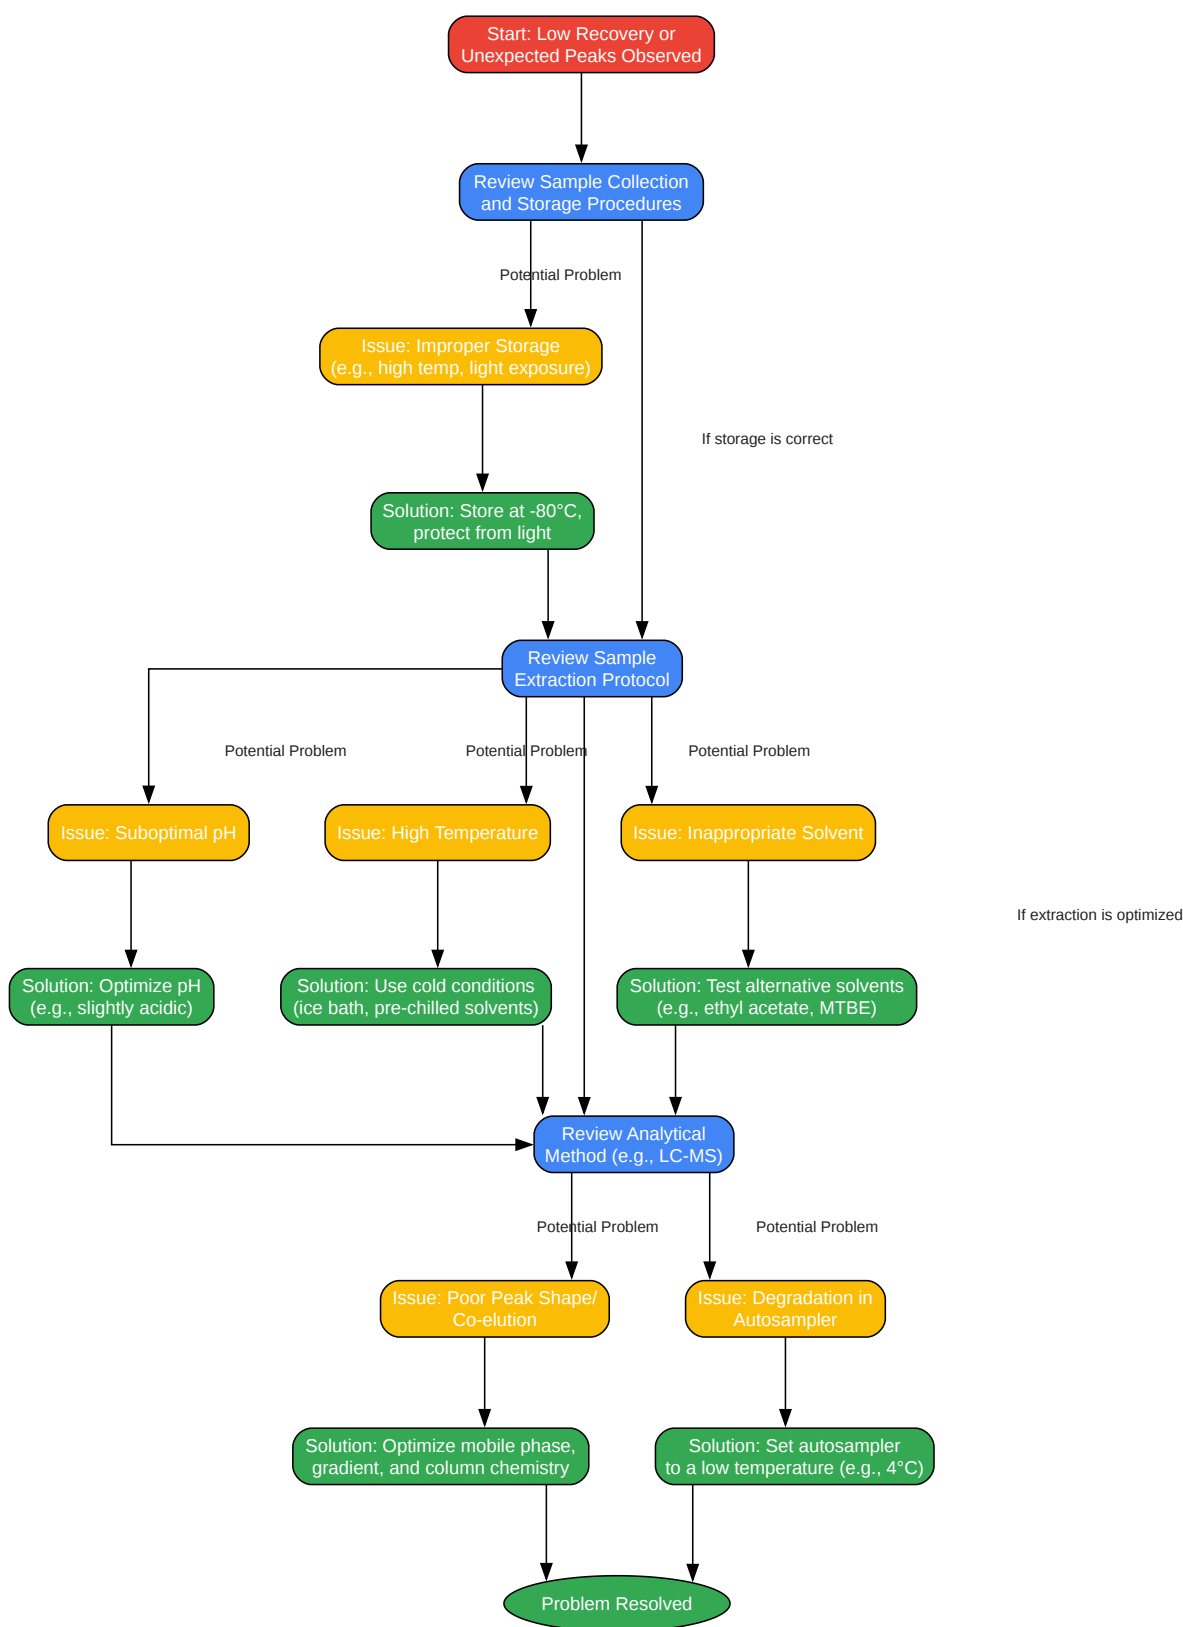 Start: Low Recovery or
Unexpected Peaks Observed
Review Sample Collection
and Storage Procedures
Potential Problem
Issue: Improper Storage
(e.g., high temp, light exposure)
If storage is correct
Solution: Store at -80°C,
protect from light
Review Sample
Extraction Protocol
Potential Problem
Potential Problem
Potential Problem
Issue: Suboptimal pH
Issue: High Temperature
Issue: Inappropriate Solvent
If extraction is optimized
Solution: Optimize pH
(e.g., slightly acidic)
Solution: Use cold conditions
(ice bath, pre-chilled solvents)
Solution: Test alternative solvents
(e.g., ethyl acetate, MTBE)
Review Analytical
Method (e.g., LC-MS)
Potential Problem
Potential Problem
Issue: Poor Peak Shape/
Co-elution
Issue: Degradation in
Autosampler
Solution: Optimize mobile phase,
gradient, and column chemistry
Solution: Set autosampler
to a low temperature (e.g., 4°C)
Problem Resolved